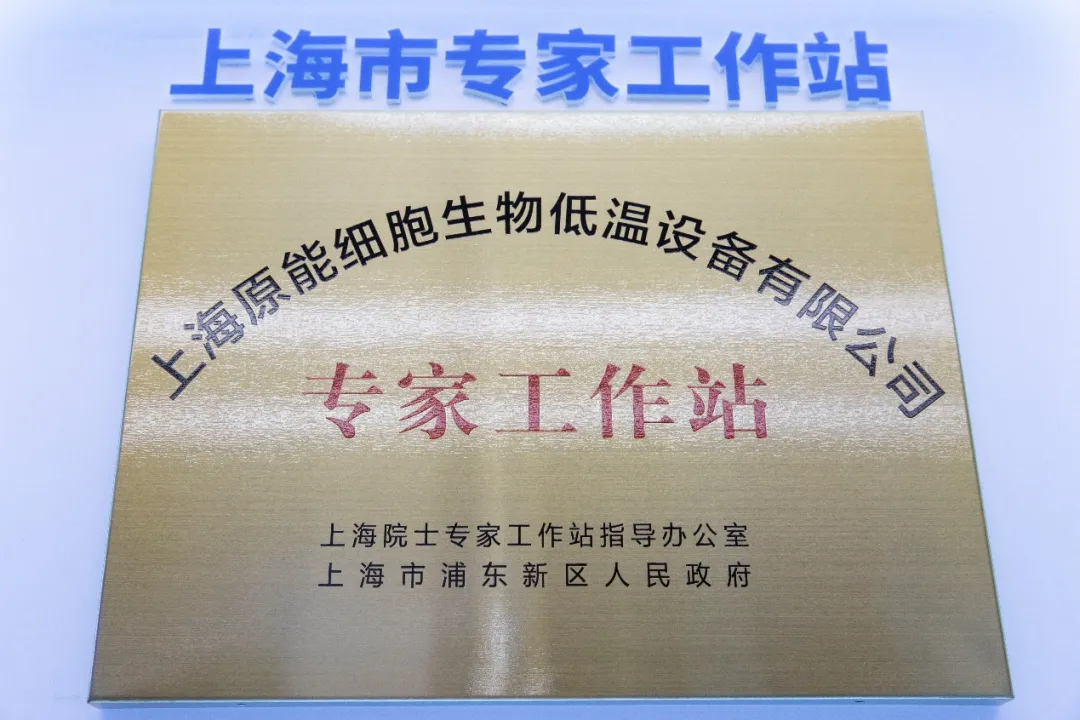 上海市专家工作站
上海原能细胞生物低温设备有限公司
专家工作站
上海院士专家工作站指导办公室
上海市浦东新区人民政府